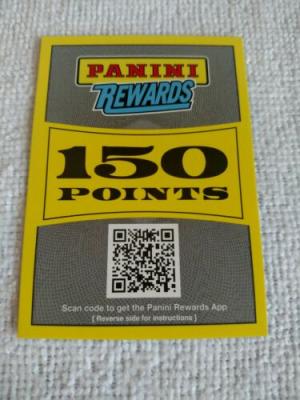 PANINI
REWARDS
150
POINTS
Scan code to get the Panini Rewards App
(Reverse side for instructions)